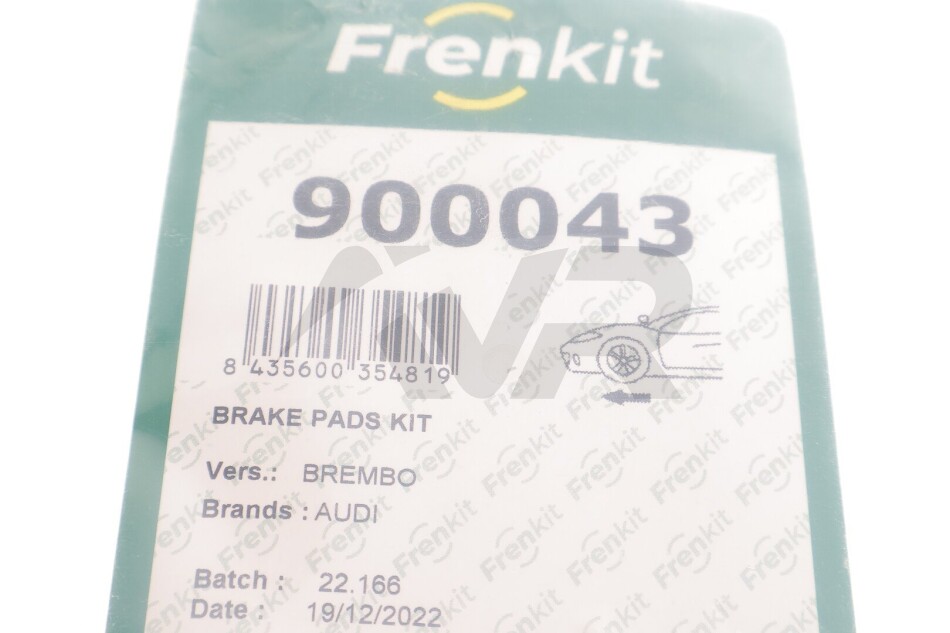 Frenkit
900043
AVR
8 435600 354819
BRAKE PADS KIT
Vers.: BREMBO
Brands : AUDI
Batch : 22.166
Date : 19/12/2022